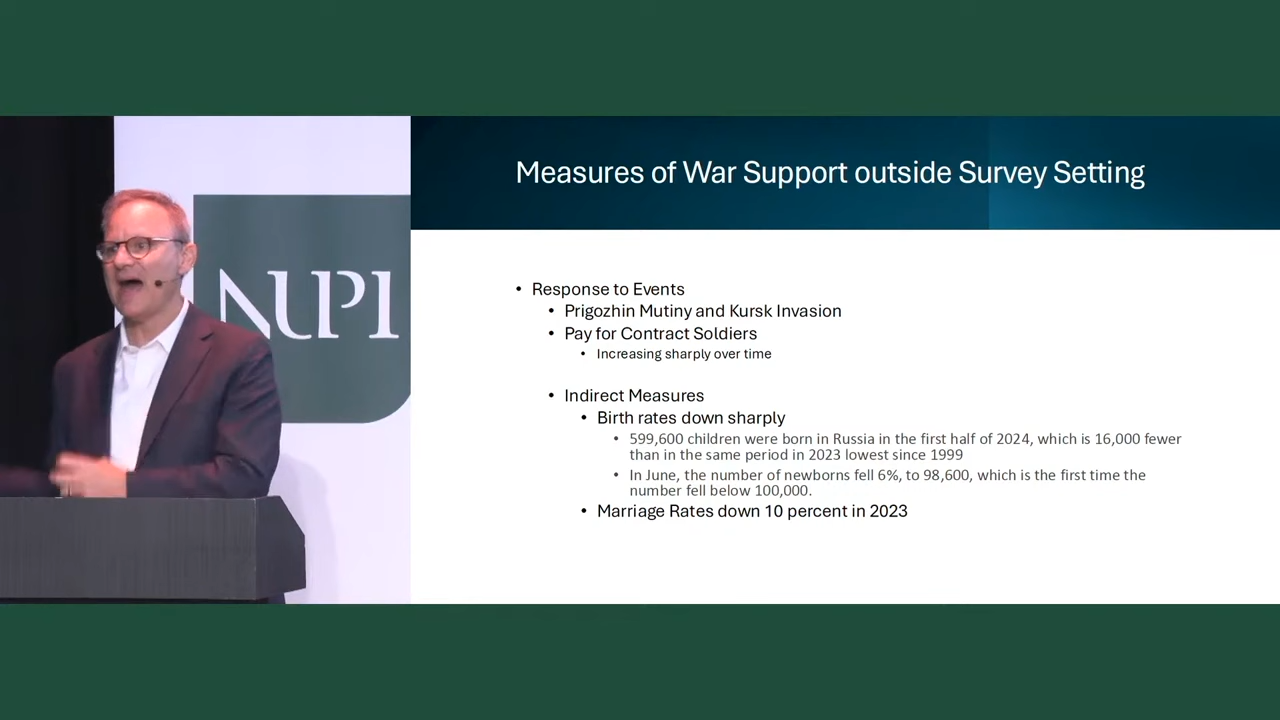 NUPI
Measures of War Support outside Survey Setting
• Response to Events
• Prigozhin Mutiny and Kursk Invasion
• Pay for Contract Soldiers
• Increasing sharply over time
• Indirect Measures
• Birth rates down sharply
• 599,600 children were born in Russia in the first half of 2024, which is 16,000 fewer
than in the same period in 2023 lowest since 1999
• In June, the number of newborns fell 6%, to 98,600, which is the first time the
number fell below 100,000.
• Marriage Rates down 10 percent in 2023